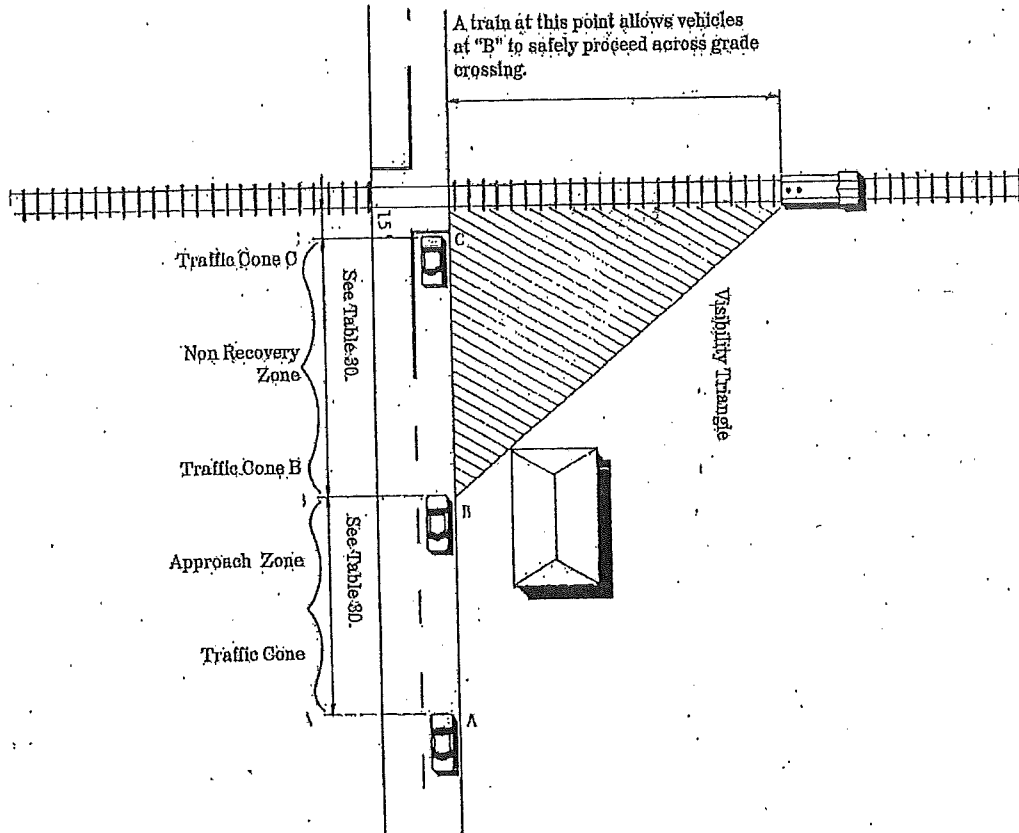 A train at this point allows vehicles
at "B" to safely proceed across grade
crossing.
15
C
Traffic Cone C
See Table 30.
Visibility Triangle
Non Recovery
Zone
Traffic Cone B
B
See Table 30.
Approach Zone
Traffic Cone
A